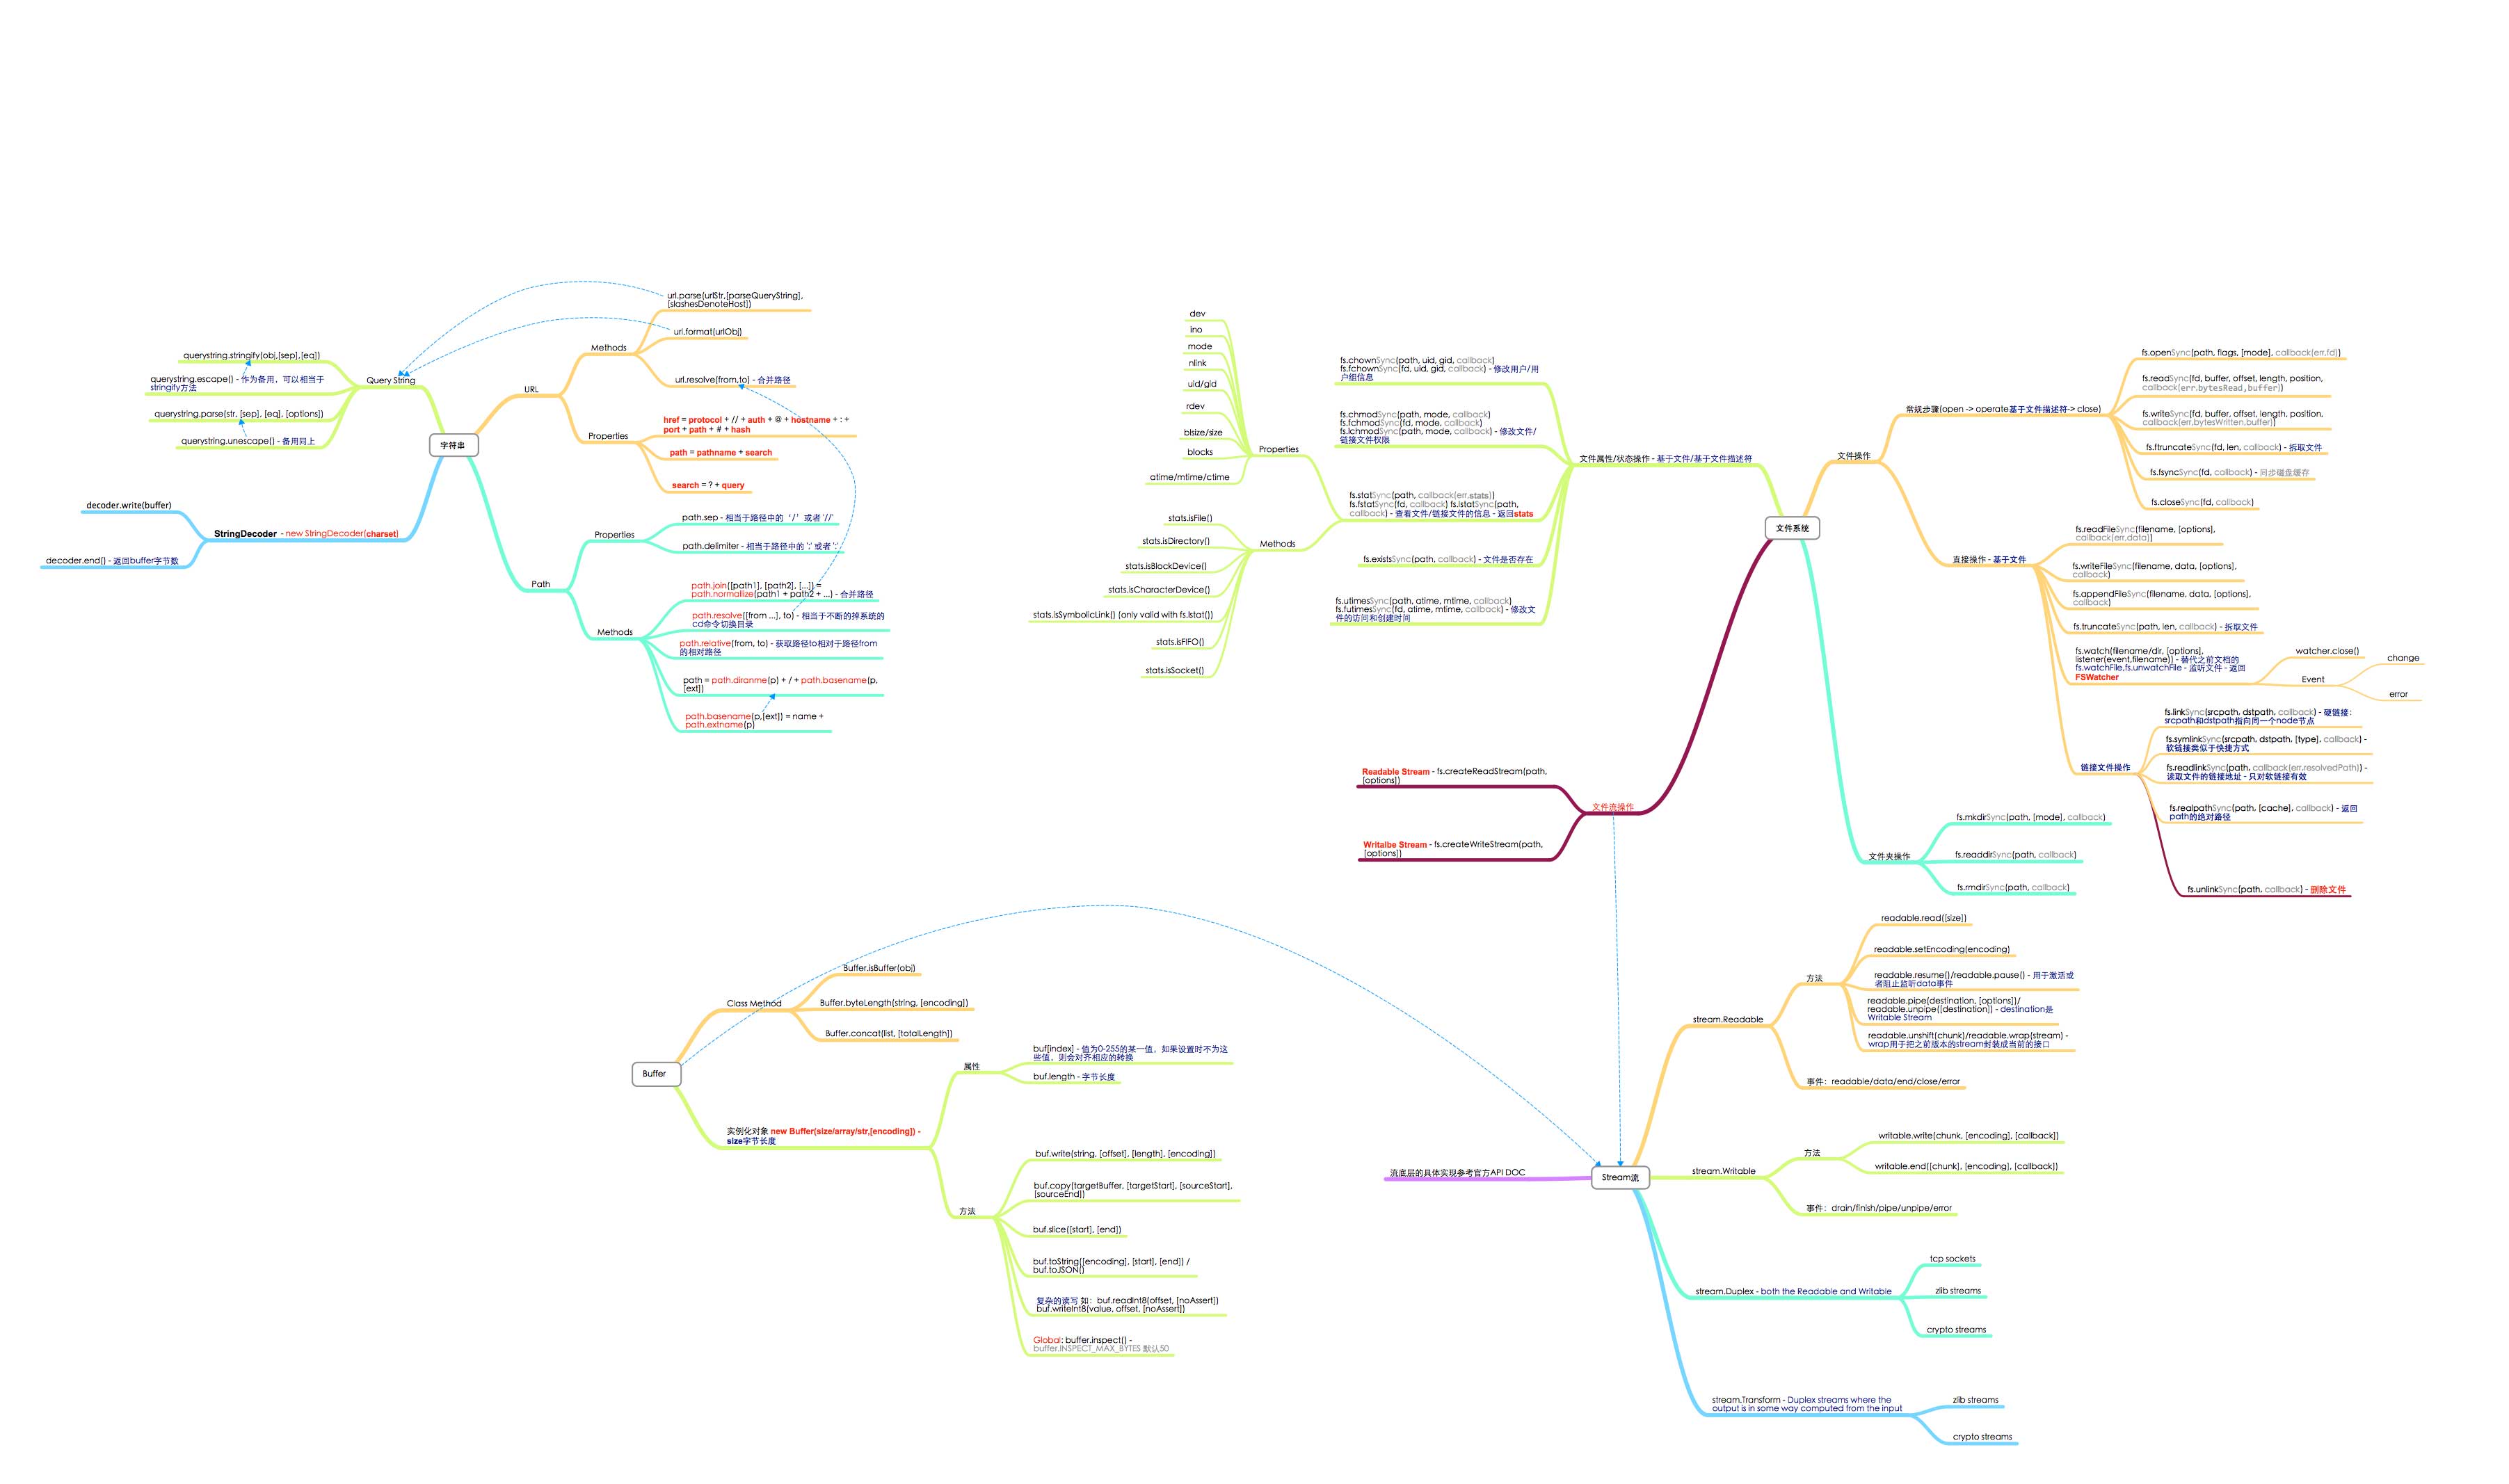 字符串
Query String
querystring.stringify(obj,[sep],[eq])
querystring.escape() - 作为备用，可以相当于
stringify方法
querystring.parse(str, [sep], [eq], [options])
querystring.unescape() - 备用同上
StringDecoder - new StringDecoder(charset)
decoder.write(buffer)
decoder.end() - 返回buffer字节数
URL
Methods
url.parse(urlStr,[parseQueryString],
[slashesDenoteHost])
url.format(urlObj)
url.resolve(from,to) - 合并路径
Properties
href = protocol + // + auth + @ + hostname + : +
port + path + # + hash
path = pathname + search
search = ? + query
Path
Properties
path.sep - 相当于路径中的 '/' 或者 '//'
path.delimiter - 相当于路径中的 ':' 或者 ';'
Methods
path.join([path1], [path2], [...]) =
path.normallize(path1 + path2 + ...) - 合并路径
path.resolve([from ...], to) - 相当于不断的掉系统的
cd命令切换目录
path.relative(from, to) - 获取路径to相对于路径from
的相对路径
path = path.diranme(p) + / + path.basename(p,
[ext])
path.basename(p,[ext]) = name +
path.extname(p)
文件系统
文件属性/状态操作 - 基于文件/基于文件描述符
fs.chownSync(path, uid, gid, callback)
fs.fchownSync(fd, uid, gid, callback) - 修改用户/用
户组信息
fs.chmodSync(path, mode, callback)
fs.fchmodSync(fd, mode, callback)
fs.lchmodSync(path, mode, callback) - 修改文件/
链接文件权限
fs.statSync(path, callback(err,stats))
fs.fstatSync(fd, callback) fs.lstatSync(path,
callback) - 查看文件/链接文件的信息 - 返回stats
Properties
dev
ino
mode
nlink
uid/gid
rdev
blsize/size
blocks
atime/mtime/ctime
Methods
stats.isFile()
stats.isDirectory()
stats.isBlockDevice()
stats.isCharacterDevice()
stats.isSymbolicLink() (only valid with fs.lstat())
stats.isFIFO()
stats.isSocket()
fs.existsSync(path, callback) - 文件是否存在
fs.utimesSync(path, atime, mtime, callback)
fs.futimesSync(fd, atime, mtime, callback) - 修改文
件的访问和创建时间
文件流操作
Readable Stream - fs.createReadStream(path,
[options])
Writalbe Stream - fs.createWriteStream(path,
[options])
文件操作
常规步骤(open -> operate基于文件描述符-> close)
fs.openSync(path, flags, [mode], callback(err,fd))
fs.readSync(fd, buffer, offset, length, position,
callback(err,bytesRead,buffer))
fs.writeSync(fd, buffer, offset, length, position,
callback(err,bytesWritten,buffer))
fs.ftruncateSync(fd, len, callback) - 拆取文件
fs.fsyncSync(fd, callback) - 同步磁盘缓存
fs.closeSync(fd, callback)
直接操作 - 基于文件
fs.readFileSync(filename, [options],
callback(err,data))
fs.writeFileSync(filename, data, [options],
callback)
fs.appendFileSync(filename, data, [options],
callback)
fs.truncateSync(path, len, callback) - 拆取文件
fs.watch(filename/dir, [options],
listener(event,filename)) - 替代之前文档的
fs.watchFile,fs.unwatchFile - 监听文件 - 返回
FSWatcher
watcher.close()
Event
change
error
链接文件操作
fs.linkSync(srcpath, dstpath, callback) - 硬链接：
srcpath和dstpath指向同一个node节点
fs.symlinkSync(srcpath, dstpath, [type], callback) -
软链接类似于快捷方式
fs.readlinkSync(path, callback(err,resolvedPath)) -
读取文件的链接地址 - 只对软链接有效
fs.realpathSync(path, [cache], callback) - 返回
path的绝对路径
fs.unlinkSync(path, callback) - 删除文件
文件夹操作
fs.mkdirSync(path, [mode], callback)
fs.readdirSync(path, callback)
fs.rmdirSync(path, callback)
Buffer
Class Method
Buffer.isBuffer(obj)
Buffer.byteLength(string, [encoding])
Buffer.concat(list, [totalLength])
实例化对象 new Buffer(size/array/str,[encoding]) -
size字节长度
属性
buf[index] - 值为0-255的某一值，如果设置时不为这
些值，则会对齐相应的转换
buf.length - 字节长度
方法
buf.write(string, [offset], [length], [encoding])
buf.copy(targetBuffer, [targetStart], [sourceStart],
[sourceEnd])
buf.slice([start], [end])
buf.toString([encoding], [start], [end]) /
buf.toJSON()
复杂的读写 如：buf.readInt8(offset, [noAssert])
buf.writeInt8(value, offset, [noAssert])
Global: buffer.inspect() -
buffer.INSPECT_MAX_BYTES 默认50
Stream流
流底层的具体实现参考官方API DOC
stream.Readable
方法
readable.read([size])
readable.setEncoding(encoding)
readable.resume()/readable.pause() - 用于激活或
者阻止监听data事件
readable.pipe(destination, [options])/
readable.unpipe([destination]) - destination是
Writable Stream
readable.unshift(chunk)/readable.wrap(stream) -
wrap用于把之前版本的stream封装成当前的接口
事件：readable/data/end/close/error
stream.Writable
方法
writable.write(chunk, [encoding], [callback])
writable.end([chunk], [encoding], [callback])
事件：drain/finish/pipe/unpipe/error
stream.Duplex - both the Readable and Writable
tcp sockets
zlib streams
crypto streams
stream.Transform - Duplex streams where the
output is in some way computed from the input
zlib streams
crypto streams